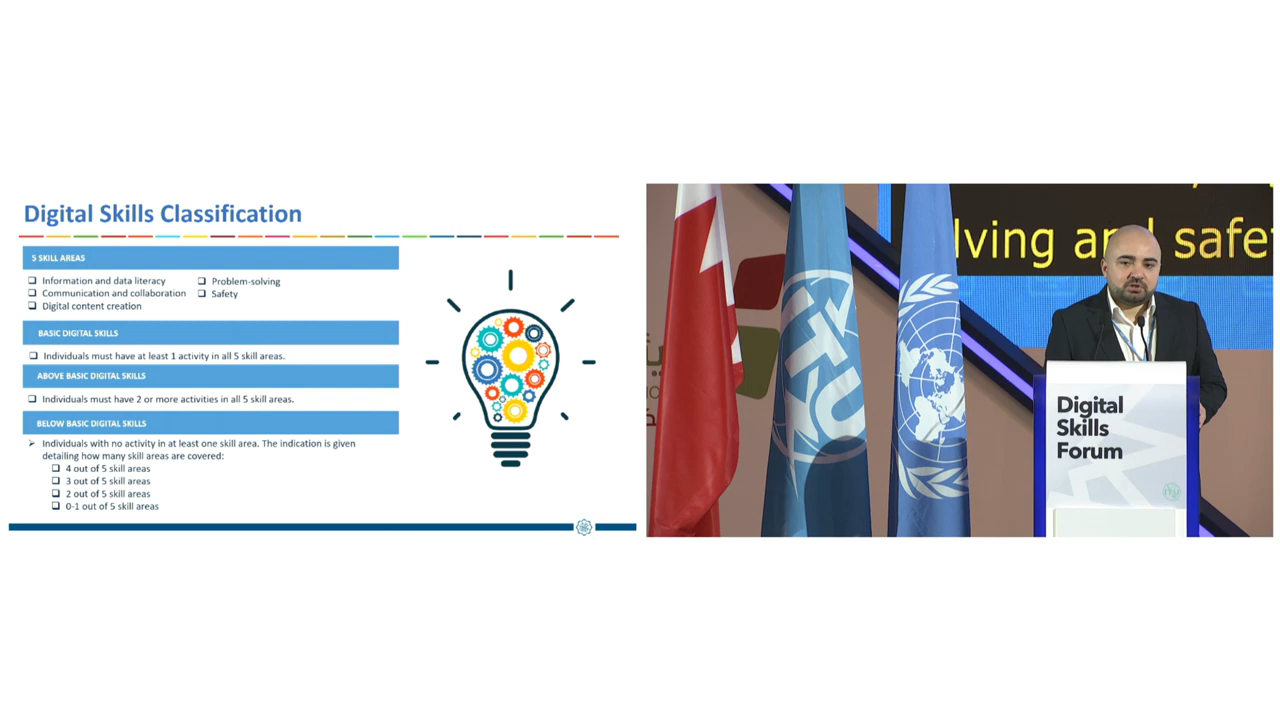 Digital Skills Classification
5 SKILL AREAS
Information and data literacy
Communication and collaboration
Digital content creation
Problem-solving
Safety
BASIC DIGITAL SKILLS
Individuals must have at least 1 activity in all 5 skill areas.
ABOVE BASIC DIGITAL SKILLS
Individuals must have 2 or more activities in all 5 skill areas.
BELOW BASIC DIGITAL SKILLS
Individuals with no activity in at least one skill area. The indication is given
detailing how many skill areas are covered:
4 out of 5 skill areas
3 out of 5 skill areas
2 out of 5 skill areas
0-1 out of 5 skill areas
ITU
lving and safe
Digital
Skills
Forum